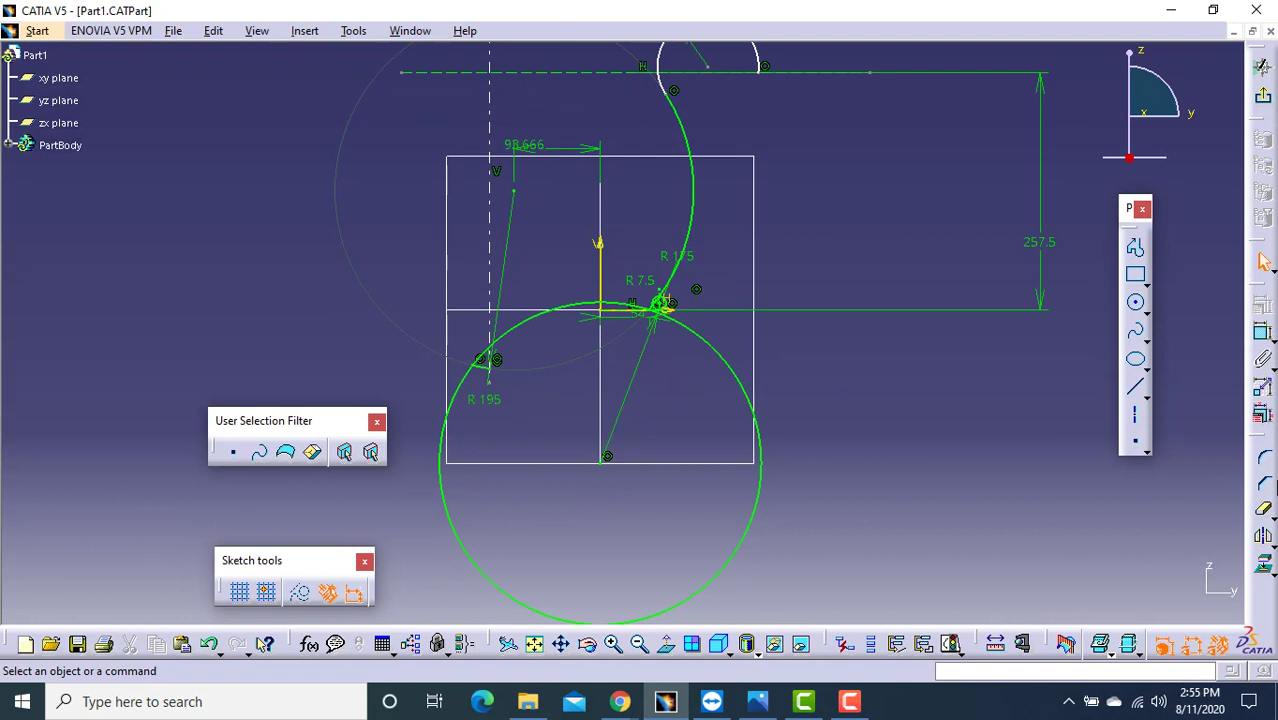 CATIA V5 - [Part1.CATPart]
Start ENOVIA V5 VPM File Edit View Insert Tools Window Help
Part1
xy plane
yz plane
zx plane
PartBody
z
x y
H
V
257.5
R 175
R 7.5
H
R 195
P
User Selection Filter
Sketch tools
z
y
f(x)
CATIA
Select an object or a command
Type here to search
2:55 PM
8/11/2020